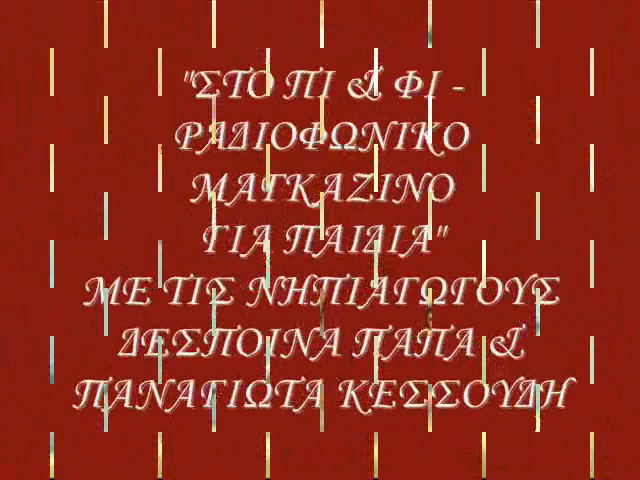 "ΣΤΟ ΠΙ & ΦΙ -
ΡΑΔΙΟΦΩΝΙΚΟ
ΜΑΓΚΑΖΙΝΟ
ΓΙΑ ΠΑΙΔΙΑ"
ΜΕ ΤΙΣ ΝΗΠΙΑΓΩΓΟΥΣ
ΔΕΣΠΟΙΝΑ ΠΑΠΑ &
ΠΑΝΑΓΙΩΤΑ ΚΕΣΣΟΥΔΗ